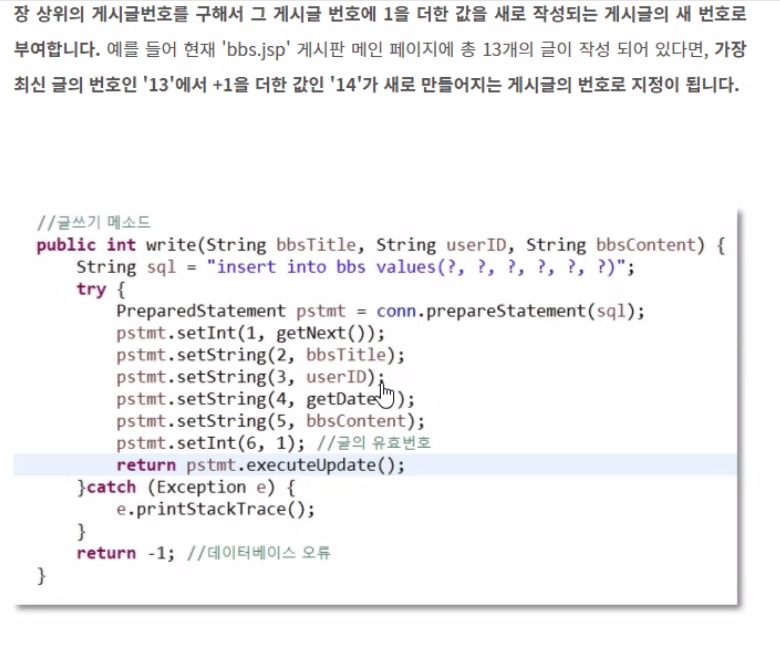 장 상위의 게시글번호를 구해서 그 게시글 번호에 1을 더한 값을 새로 작성되는 게시글의 새 번호로
부여합니다. 예를 들어 현재 'bbs.jsp' 게시판 메인 페이지에 총 13개의 글이 작성 되어 있다면, 가장
최신 글의 번호인 '13'에서 +1을 더한 값인 '14'가 새로 만들어지는 게시글의 번호로 지정이 됩니다.
//글쓰기 메소드
public int write(String bbsTitle, String userID, String bbsContent) {
String sql = "insert into bbs values(?, ?, ?, ?, ?, ?)";
try {
PreparedStatement pstmt = conn.prepareStatement(sql);
pstmt.setInt(1, getNext());
pstmt.setString(2, bbsTitle);
pstmt.setString(3, userID);
pstmt.setString(4, getDate());
pstmt.setString(5, bbsContent);
pstmt.setInt(6, 1); //글의 유효번호
return pstmt.executeUpdate();
}catch (Exception e) {
e.printStackTrace();
}
return -1; //데이터베이스 오류
}